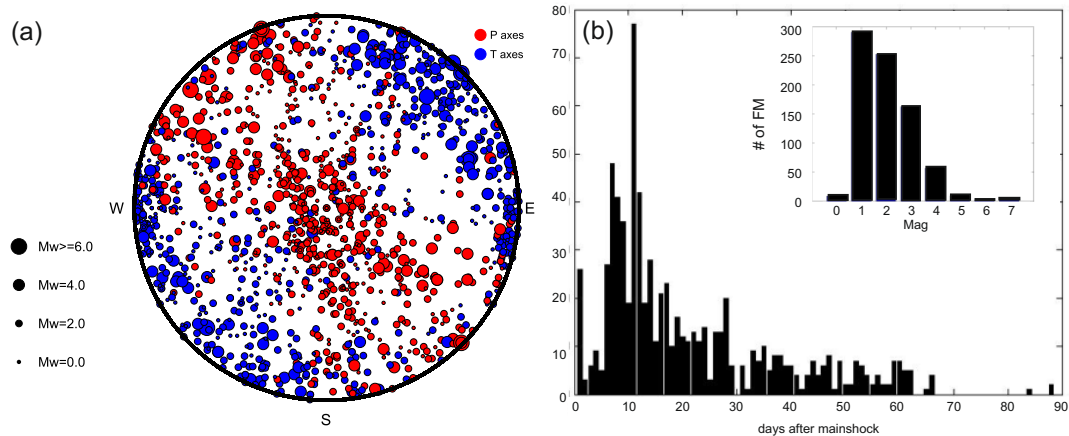 (a)
P axes
T axes
W
E
S
Mw>=6.0
Mw=4.0
Mw=2.0
Mw=0.0
(b)
80
70
60
50
40
30
20
10
0
0 10 20 30 40 50 60 70 80 90
days after mainshock
300
250
200
150
100
50
0
# of FM
0 1 2 3 4 5 6 7
Mag